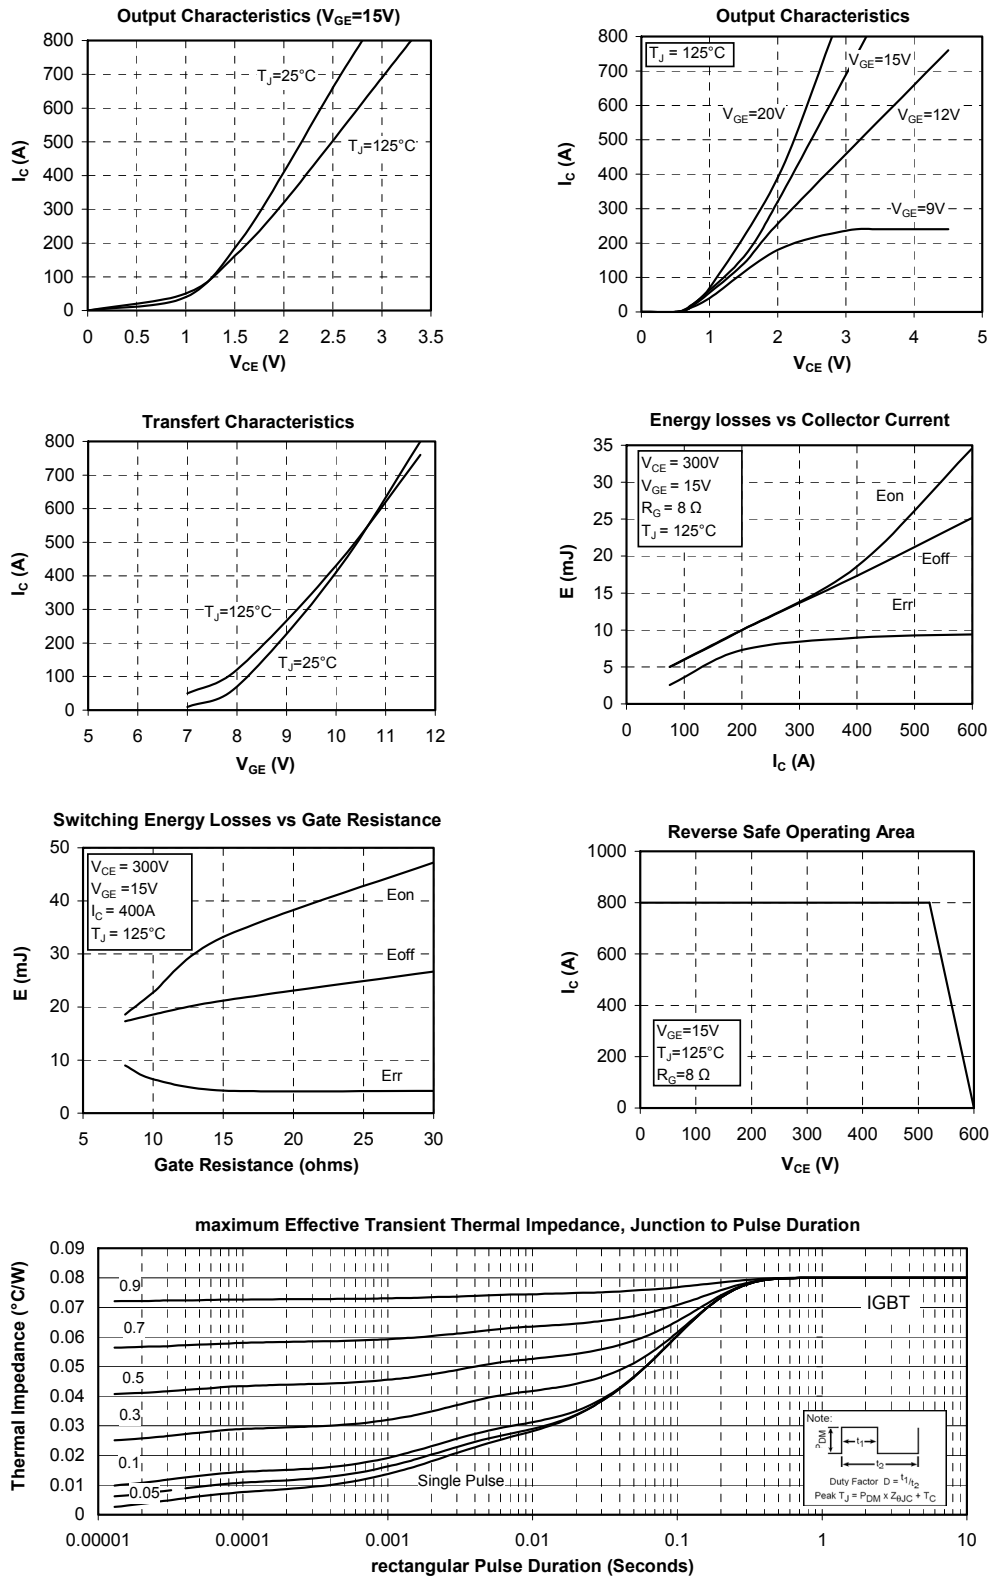 Output Characteristics (VGE=15V)
800
700
600
500
400
300
200
100
0
0 0.5 1 1.5 2 2.5 3 3.5
IC (A)
VCE (V)
TJ=25°C
TJ=125°C
Output Characteristics
TJ = 125°C
800
700
600
500
400
300
200
100
0
0 1 2 3 4 5
IC (A)
VCE (V)
VGE=15V
VGE=20V
VGE=12V
VGE=9V
Transfert Characteristics
800
700
600
500
400
300
200
100
0
5 6 7 8 9 10 11 12
IC (A)
VGE (V)
TJ=125°C
TJ=25°C
Energy losses vs Collector Current
VCE = 300V
VGE = 15V
RG = 8 Ω
TJ = 125°C
35
30
25
20
15
10
5
0
0 100 200 300 400 500 600
E (mJ)
IC (A)
Eon
Eoff
Err
Switching Energy Losses vs Gate Resistance
VCE = 300V
VGE =15V
IC = 400A
TJ = 125°C
50
40
30
20
10
0
5 10 15 20 25 30
E (mJ)
Gate Resistance (ohms)
Eon
Eoff
Err
Reverse Safe Operating Area
1000
800
600
400
200
0
0 100 200 300 400 500 600
IC (A)
VCE (V)
VGE=15V
TJ=125°C
RG=8 Ω
maximum Effective Transient Thermal Impedance, Junction to Pulse Duration
0.09
0.08
0.07
0.06
0.05
0.04
0.03
0.02
0.01
0
0.00001 0.0001 0.001 0.01 0.1 1 10
Thermal Impedance (°C/W)
rectangular Pulse Duration (Seconds)
0.9
0.7
0.5
0.3
0.1
0.05
Single Pulse
IGBT
Note:
PDM
t1
t2
Duty Factor D = t1/t2
Peak TJ = PDM x ZθJC + TC